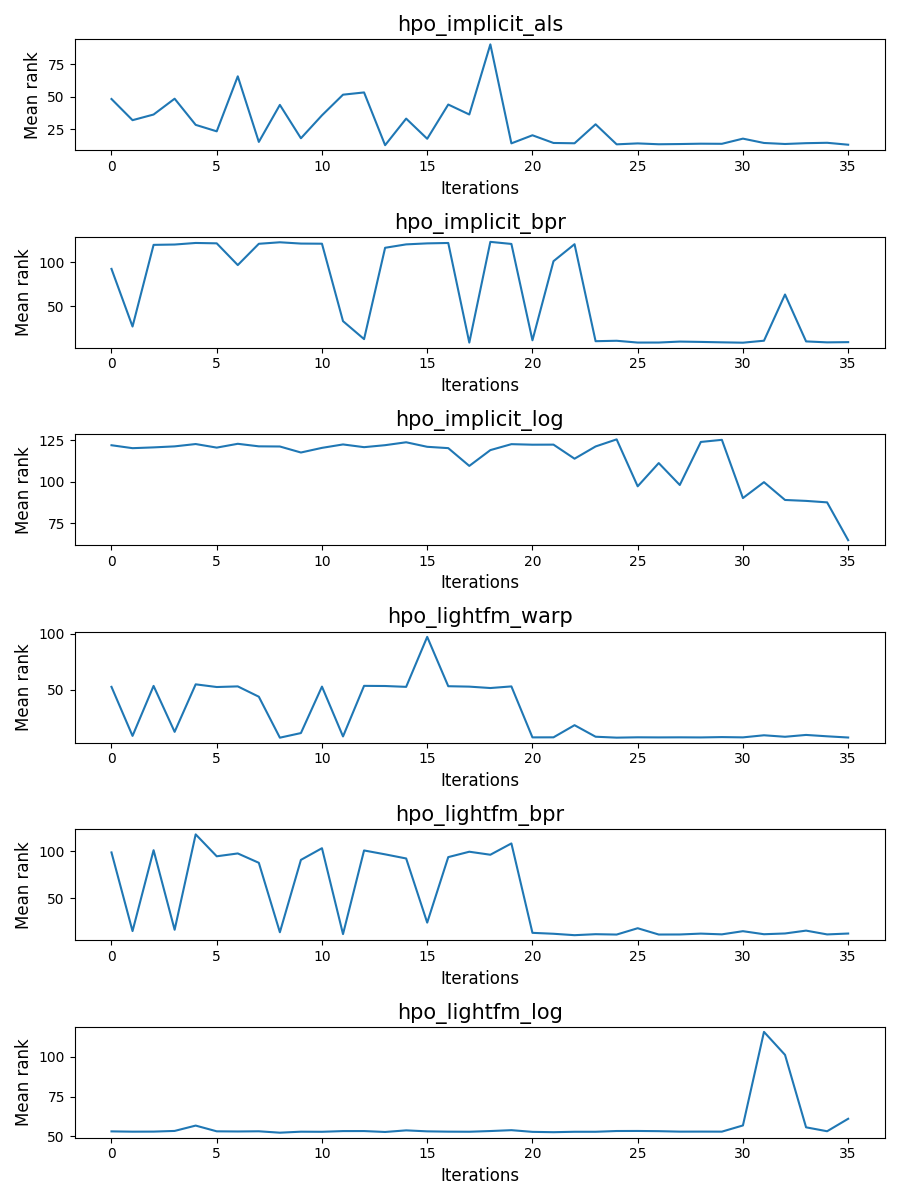 hpo_implicit_als
Mean rank
75
50
25
0 5 10 15 20 25 30 35
Iterations
hpo_implicit_bpr
Mean rank
100
50
0 5 10 15 20 25 30 35
Iterations
hpo_implicit_log
Mean rank
125
100
75
0 5 10 15 20 25 30 35
Iterations
hpo_lightfm_warp
Mean rank
100
50
0 5 10 15 20 25 30 35
Iterations
hpo_lightfm_bpr
Mean rank
100
50
0 5 10 15 20 25 30 35
Iterations
hpo_lightfm_log
Mean rank
100
75
50
0 5 10 15 20 25 30 35
Iterations